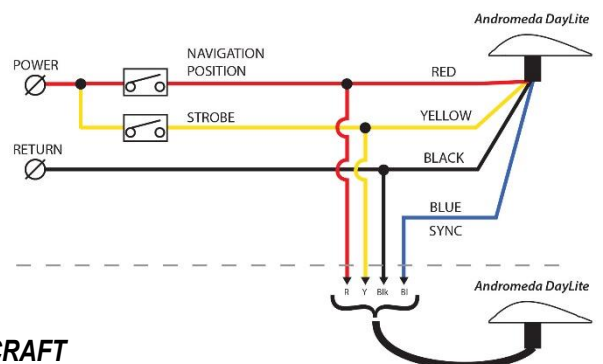 Andromeda DayLite
NAVIGATION
POSITION
POWER
RED
STROBE
YELLOW
RETURN
BLACK
BLUE
SYNC
R Y Blk Bl
Andromeda DayLite
CRAFT